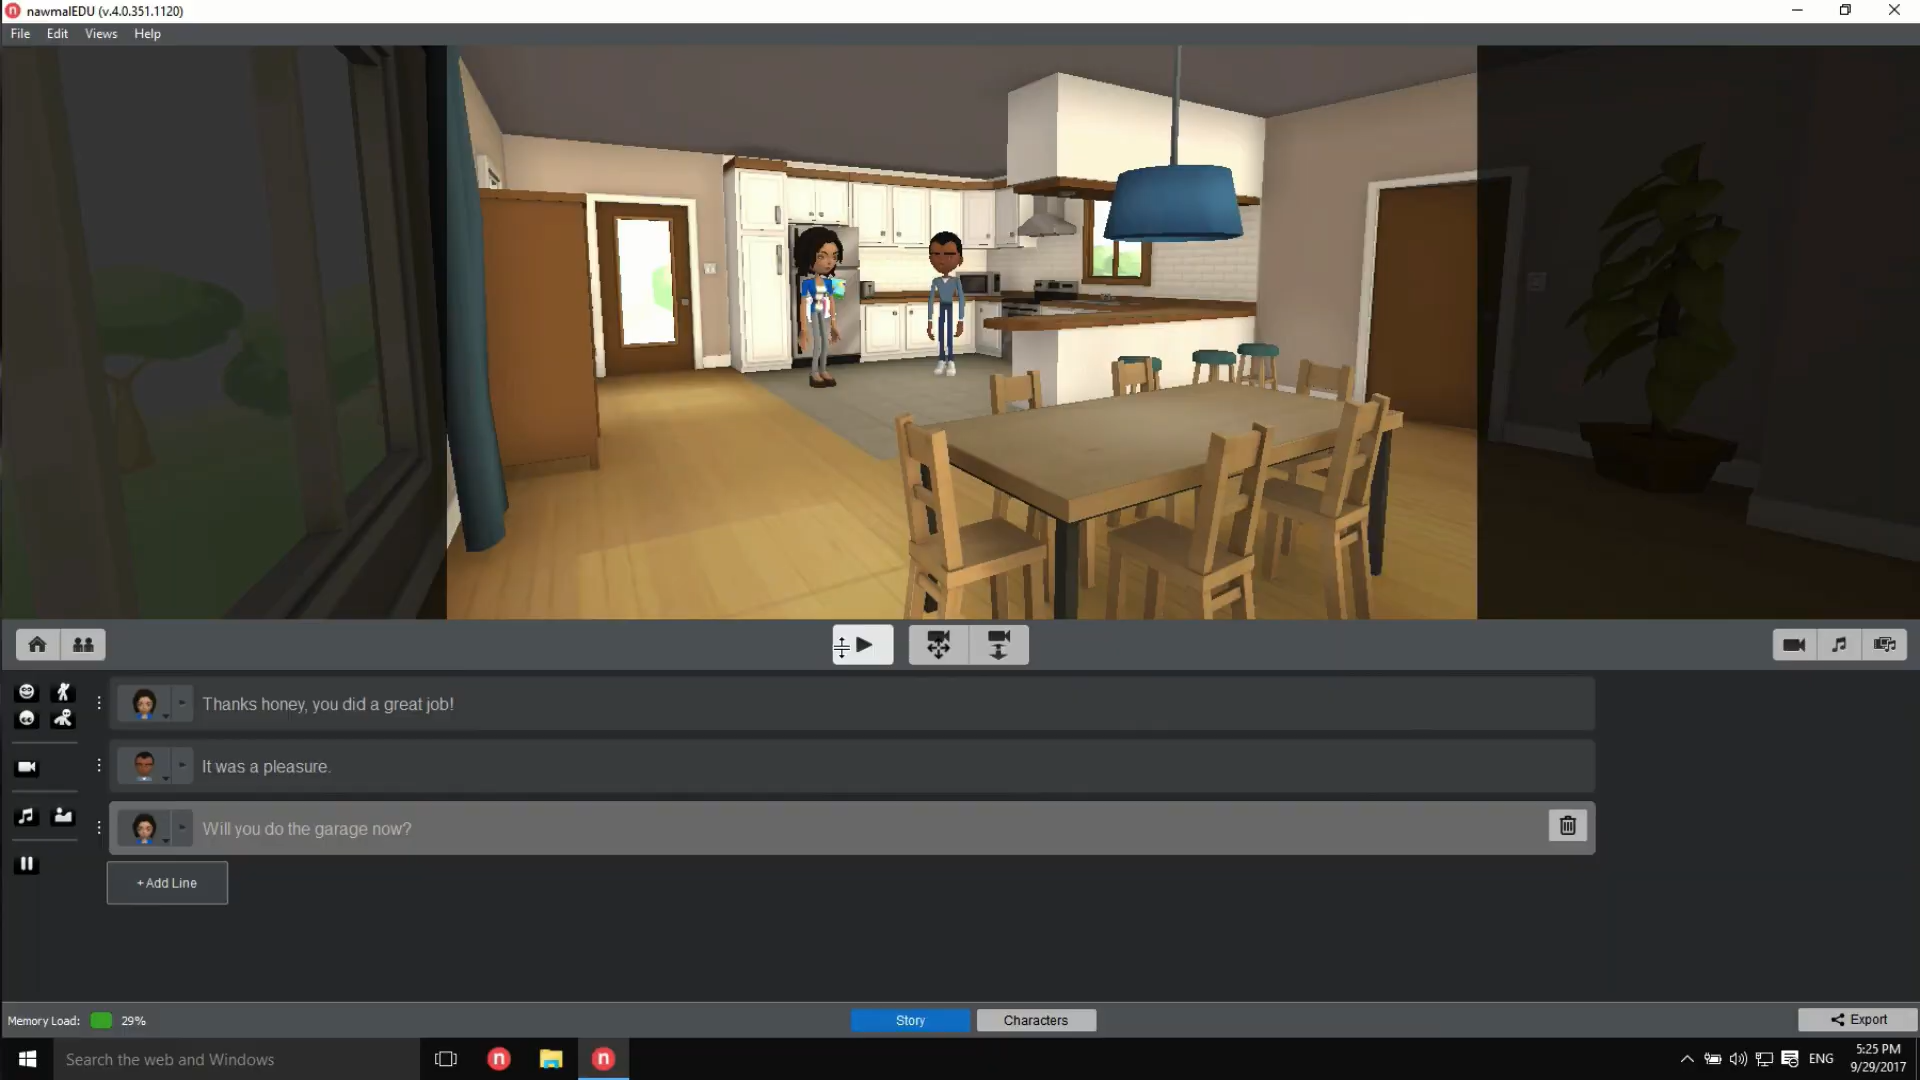 nawmalEDU (v.4.0.351.1120)
File Edit Views Help
Thanks honey, you did a great job!
It was a pleasure.
Will you do the garage now?
+ Add Line
Memory Load: 29%
Story
Characters
Export
Search the web and Windows
n
n
ENG
5:25 PM
9/29/2017